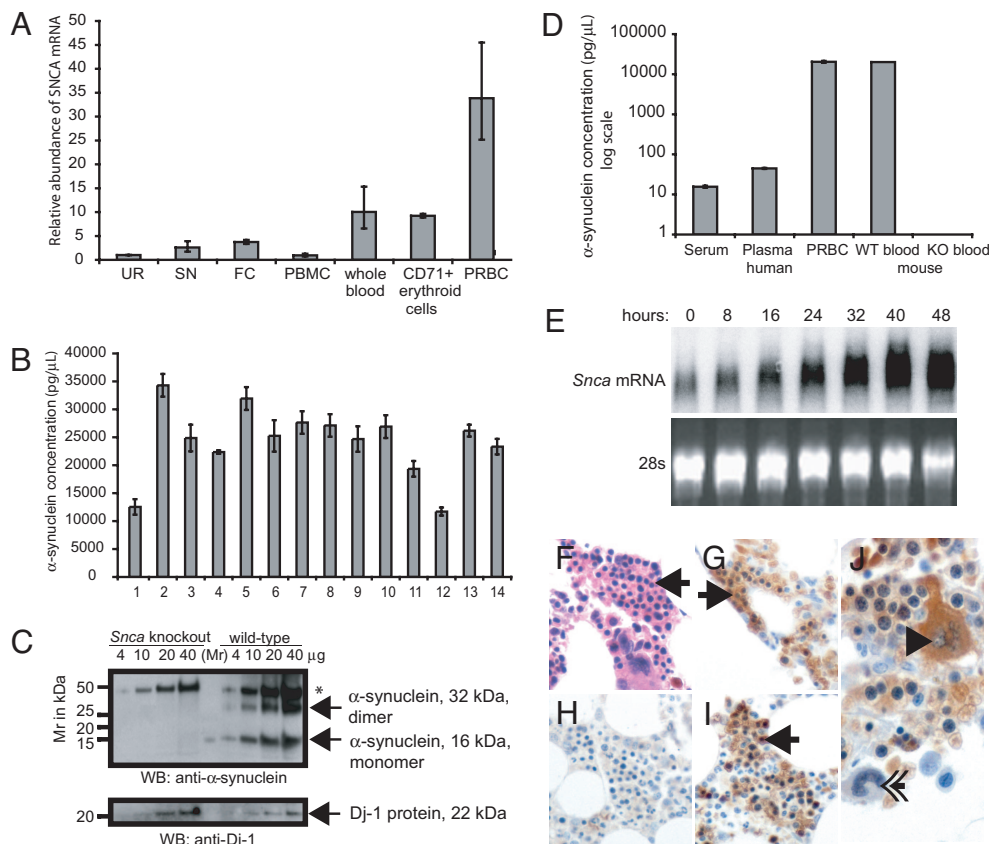 A
Relative abundance of SNCA mRNA
50
45
40
35
30
25
20
15
10
5
0
UR SN FC PBMC whole blood CD71+ erythroid cells PRBC
B
α-synuclein concentration (pg/µL)
40000
35000
30000
25000
20000
15000
10000
5000
0
1 2 3 4 5 6 7 8 9 10 11 12 13 14
C
Snca knockout wild-type
4 10 20 40 (Mr) 4 10 20 40 µg
Mr in kDa
50
25
20
15
*
α-synuclein, 32 kDa,
dimer
α-synuclein, 16 kDa,
monomer
WB: anti-α-synuclein
20
Dj-1 protein, 22 kDa
WB: anti-Dj-1
D
α-synuclein concentration (pg/µL)
log scale
100000
10000
1000
100
10
1
Serum Plasma PRBC WT blood KO blood
human mouse
E
hours: 0 8 16 24 32 40 48
Snca mRNA
28s
F
G
H
I
J